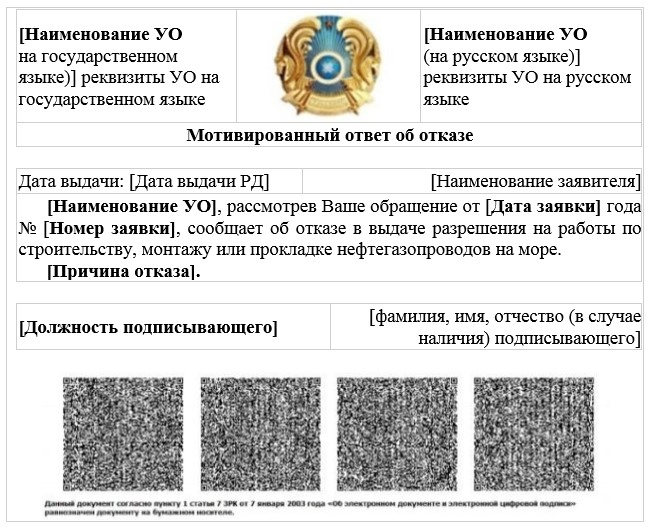 [Наименование УО
на государственном
языке)] реквизиты УО на
государственном языке
[Наименование УО
(на русском языке)]
реквизиты УО на русском
языке
Мотивированный ответ об отказе
Дата выдачи: [Дата выдачи РД]
[Наименование заявителя]
[Наименование УО], рассмотрев Ваше обращение от [Дата заявки] года
№ [Номер заявки], сообщает об отказе в выдаче разрешения на работы по
строительству, монтажу или прокладке нефтегазопроводов на море.
[Причина отказа].
[Должность подписывающего]
[фамилия, имя, отчество (в случае
наличия) подписывающего]
Данный документ согласно пункту 1 статьи 7 ЗРК от 7 января 2003 года «Об электронном документе и электронной цифровой подписи»
равнозначен документу на бумажном носителе.